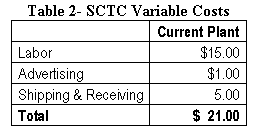 Table 2- SCTC Variable Costs
Current Plant
Labor $15.00
Advertising $1.00
Shipping & Receiving 5.00
Total $ 21.00